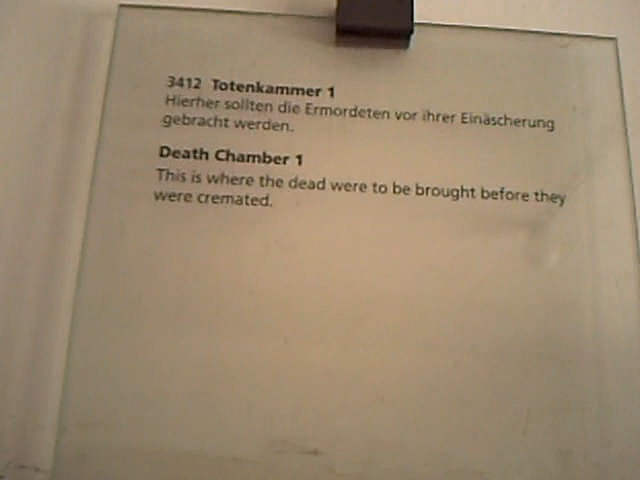 3412 Totenkammer 1
Hierher sollten die Ermordeten vor ihrer Einäscherung
gebracht werden.
Death Chamber 1
This is where the dead were to be brought before they
were cremated.